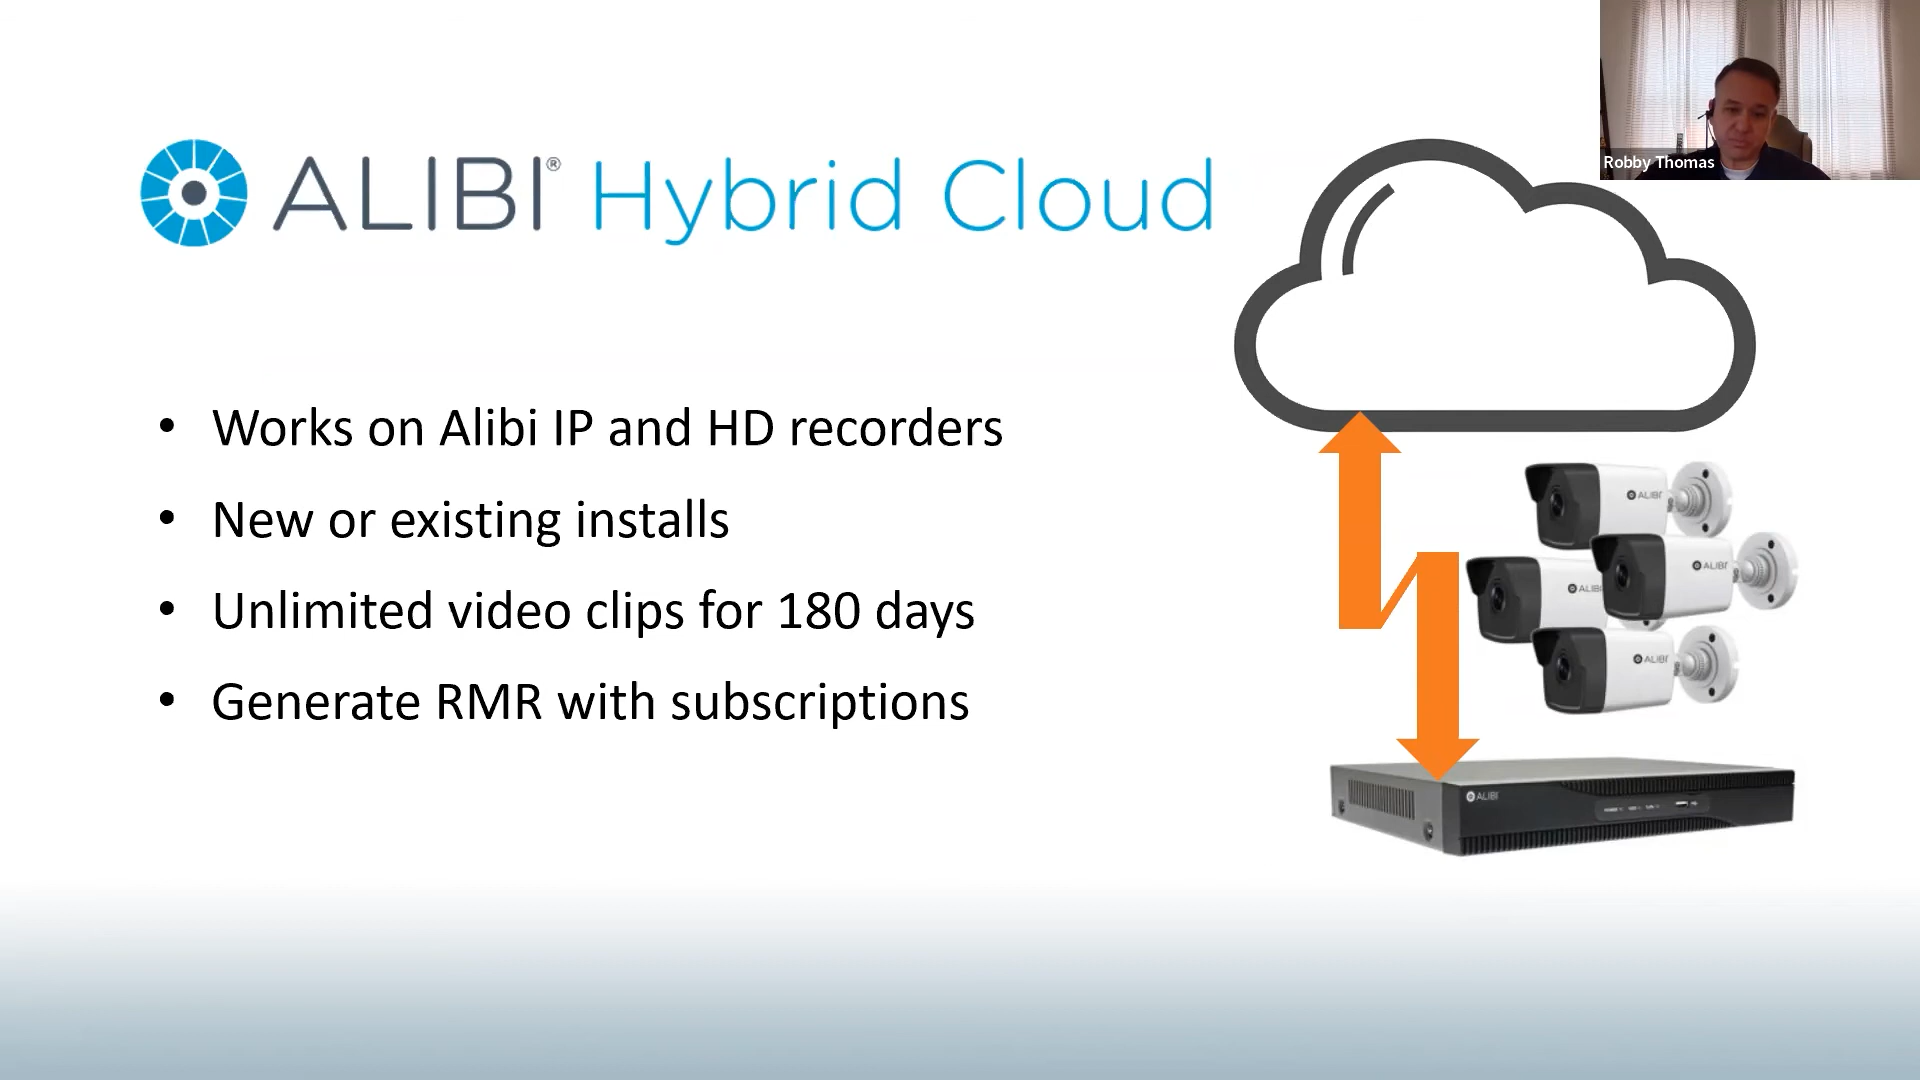 Robby Thomas
ALIBI® Hybrid Cloud
• Works on Alibi IP and HD recorders
• New or existing installs
• Unlimited video clips for 180 days
• Generate RMR with subscriptions
ALIBI
ALIBI
ALIBI
ALIBI
ALIBI